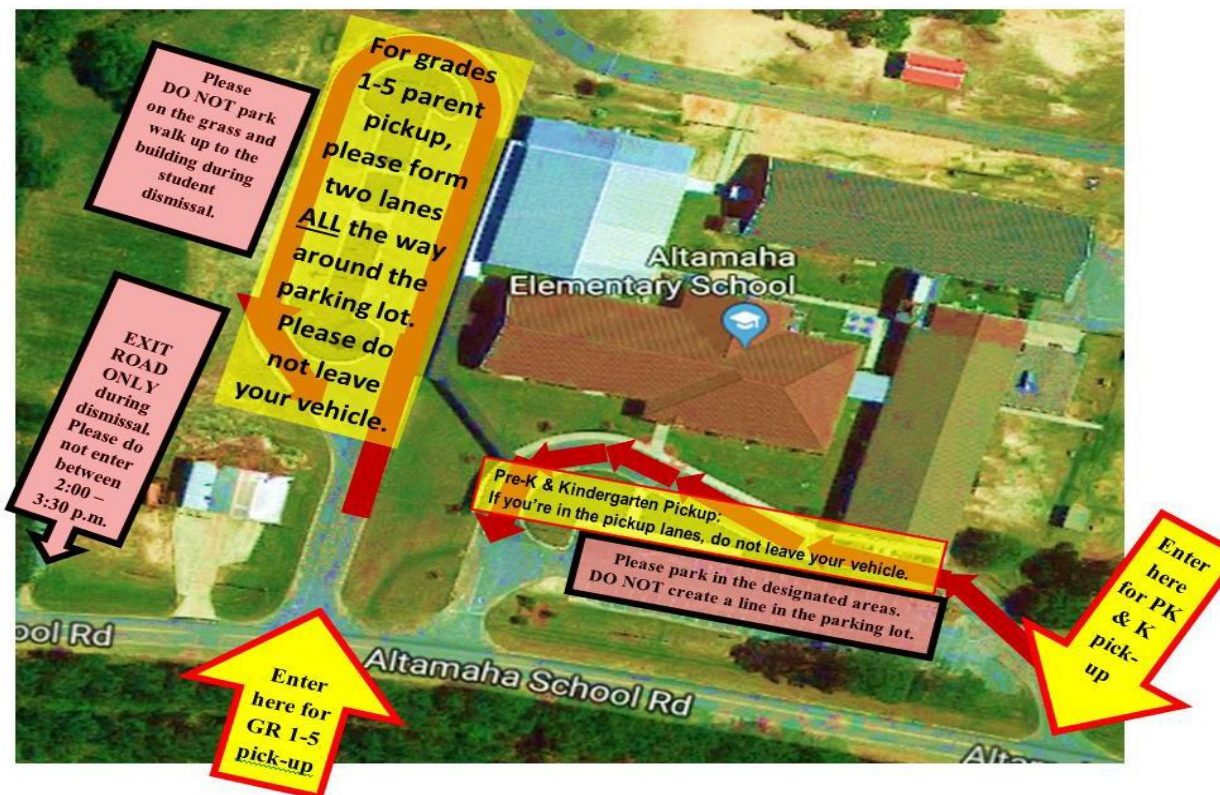 Please
DO NOT park
on the grass and
walk up to the
building during
student
dismissal.
For grades
1-5 parent
pickup,
please form
two lanes
ALL the way
around the
parking lot.
Please do
not leave
your vehicle.
Altamaha
Elementary School
EXIT
ROAD
ONLY
during
dismissal.
Please do
not enter
between
2:00 –
3:30 p.m.
Pre-K & Kindergarten Pickup:
If you're in the pickup lanes, do not leave your vehicle.
Please park in the designated areas.
DO NOT create a line in the parking lot.
Enter
here
for PK
& K
pick-
up
Enter
here for
GR 1-5
pick-up
ool Rd
Altamaha School Rd